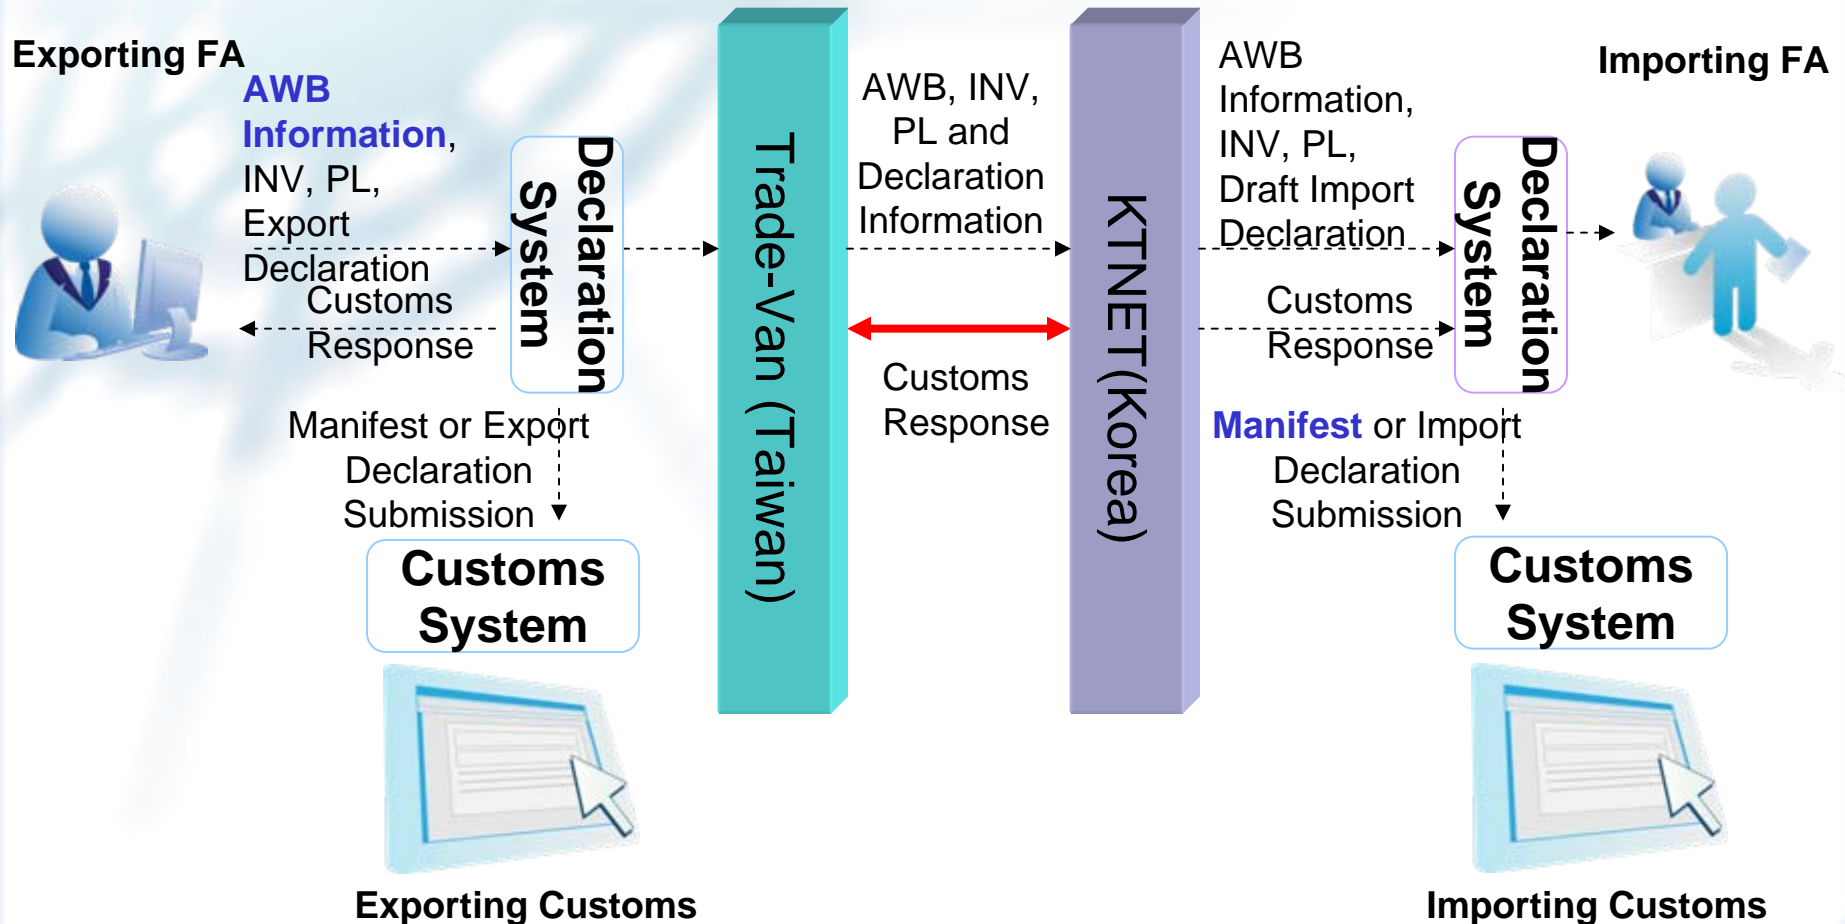 Exporting FA
AWB
Information,
INV, PL,
Export
Declaration
Customs
Response
Declaration
System
Manifest or Export
Declaration
Submission
Customs
System
Exporting Customs
Trade-Van (Taiwan)
AWB, INV,
PL and
Declaration
Information
Customs
Response
KTNET(Korea)
AWB
Information,
INV, PL,
Draft Import
Declaration
Customs
Response
Declaration
System
Importing FA
Manifest or Import
Declaration
Submission
Customs
System
Importing Customs